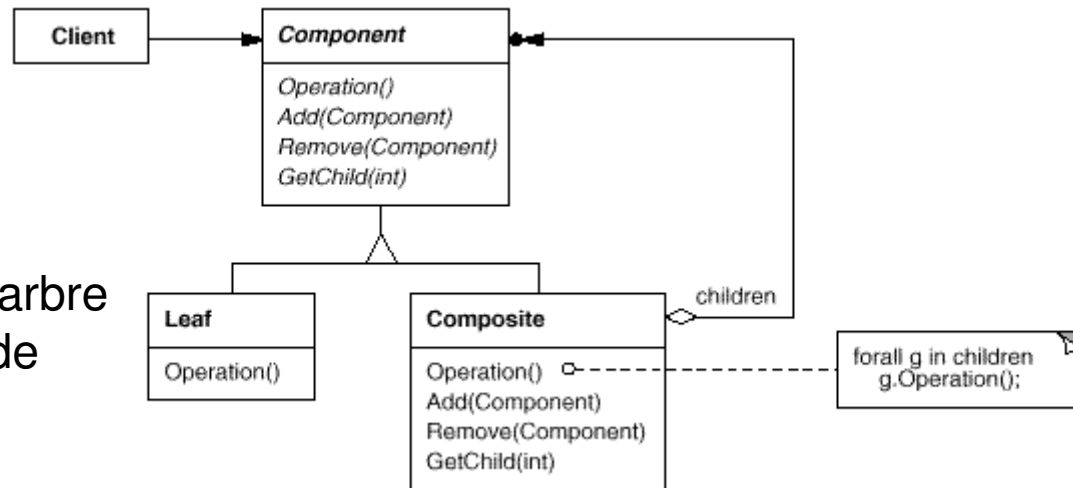 Client
Component
Operation()
Add(Component)
Remove(Component)
GetChild(int)
arbre
de
Leaf
Operation()
Composite
Operation()
Add(Component)
Remove(Component)
GetChild(int)
children
forall g in children
g.Operation();